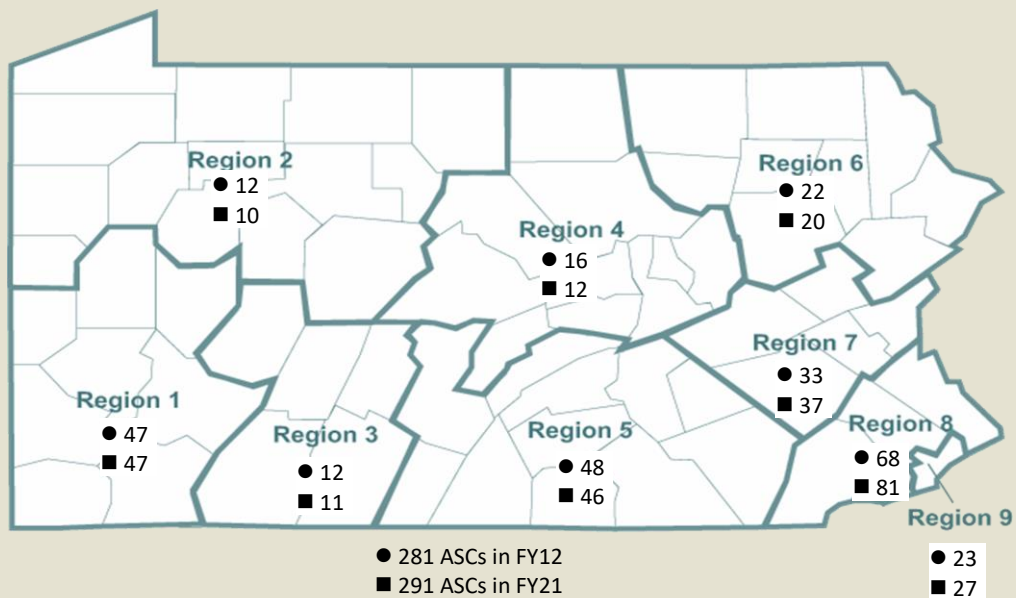 Region 2
● 12
■ 10
Region 6
● 22
■ 20
Region 4
● 16
■ 12
Region 7
● 33
■ 37
Region 1
● 47
■ 47
Region 3
● 12
■ 11
Region 5
● 48
■ 46
Region 8
● 68
■ 81
Region 9
● 23
■ 27
● 281 ASCs in FY12
■ 291 ASCs in FY21